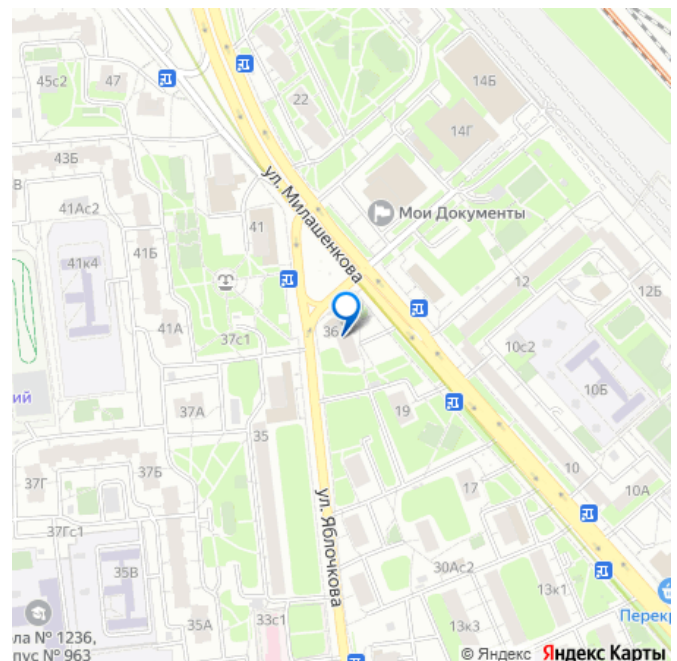 45с2
47
22
14Б
14Г
43Б
В
41Ас2
41
ул. Милашенкова
Мои Документы
41Б
41к4
12
12Б
41А
37с1
36
10с2
10Б
ий
37А
35
19
10
37Г
37Б
17
10А
37Гс1
ул. Яблочкова
30Ас2
35В
13к1
Перекр
ла № 1236,
пус № 963
35А
33с1
13к3
© Яндекс Яндекс Карты